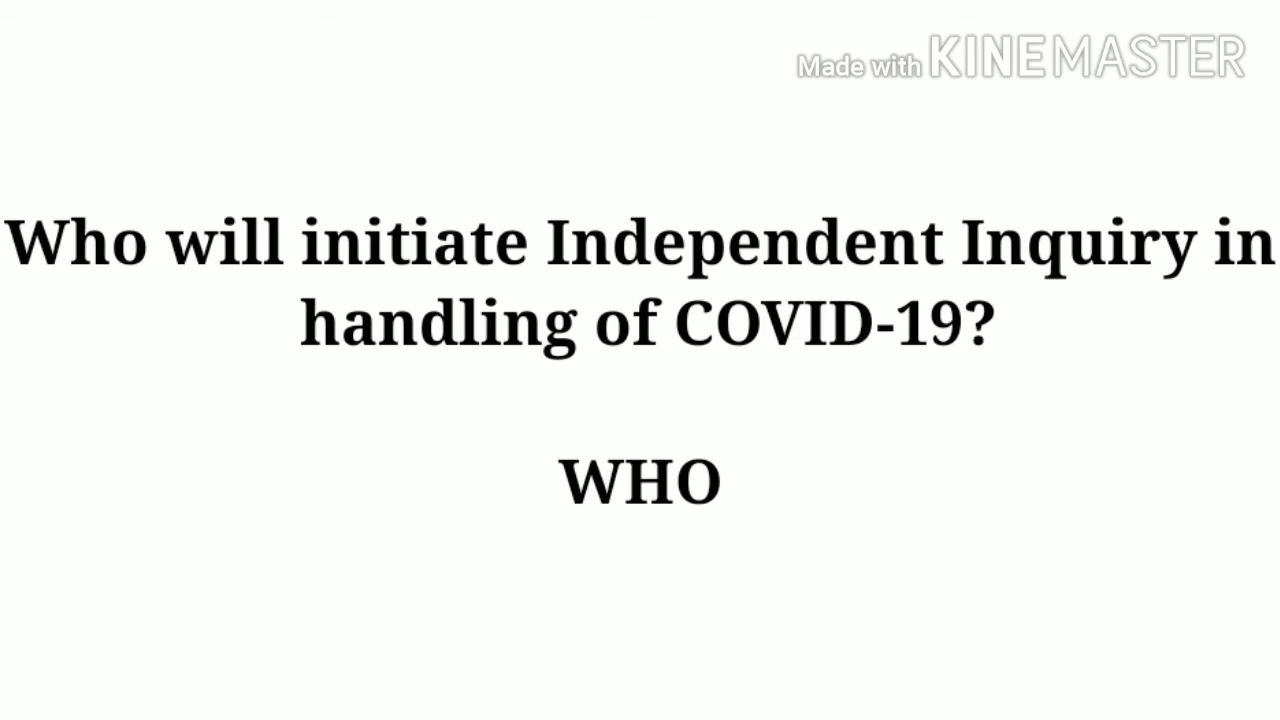 Made with KINEMASTER
Who will initiate Independent Inquiry in
handling of COVID-19?
WHO